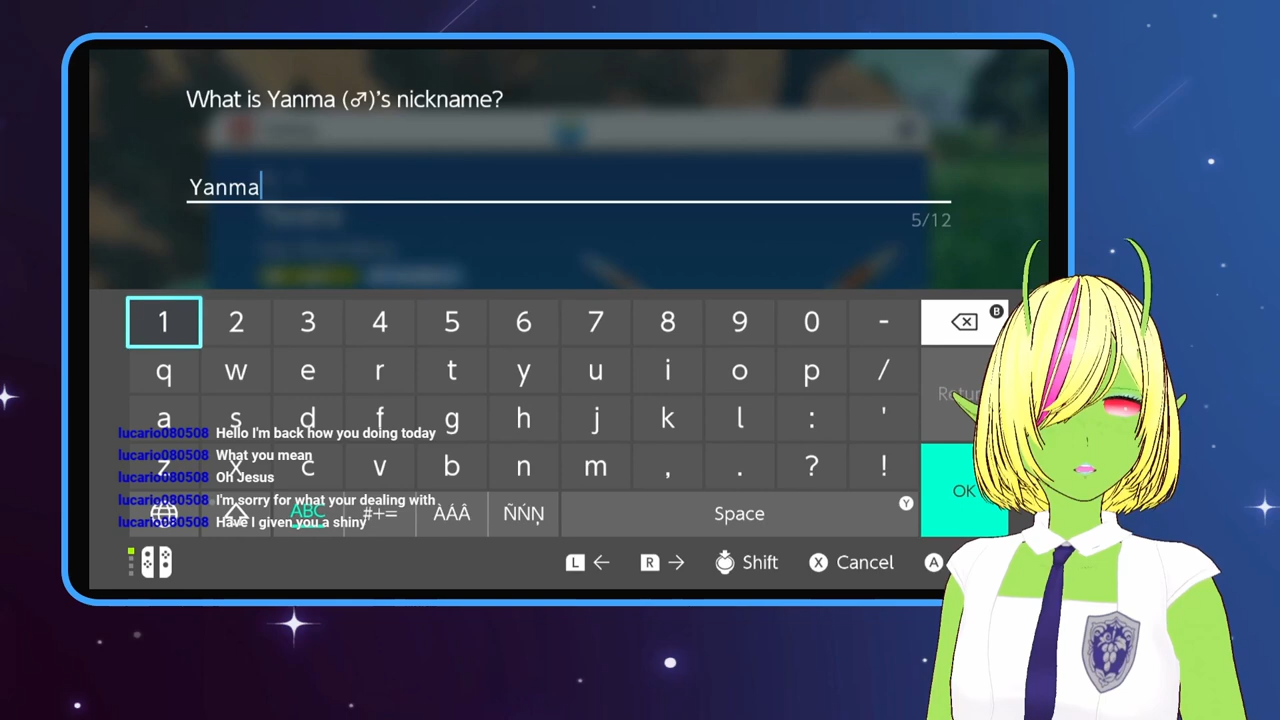 What is Yanma (♂)'s nickname?
Yanma
5/12
1 2 3 4 5 6 7 8 9 0 -
B
q w e r t y u i o p /
a s d f g h j k l : '
lucario080508 Hello I'm back how you doing today
lucario080508 What you mean
z x c v b n m , . ? !
lucario080508 Oh Jesus
OK
lucario080508 I'm sorry for what your dealing with
ABC #+= ÀÁÂ ÑŃŅ Space Y
lucario080508 Have I given you a shiny
L ← R → Shift X Cancel A